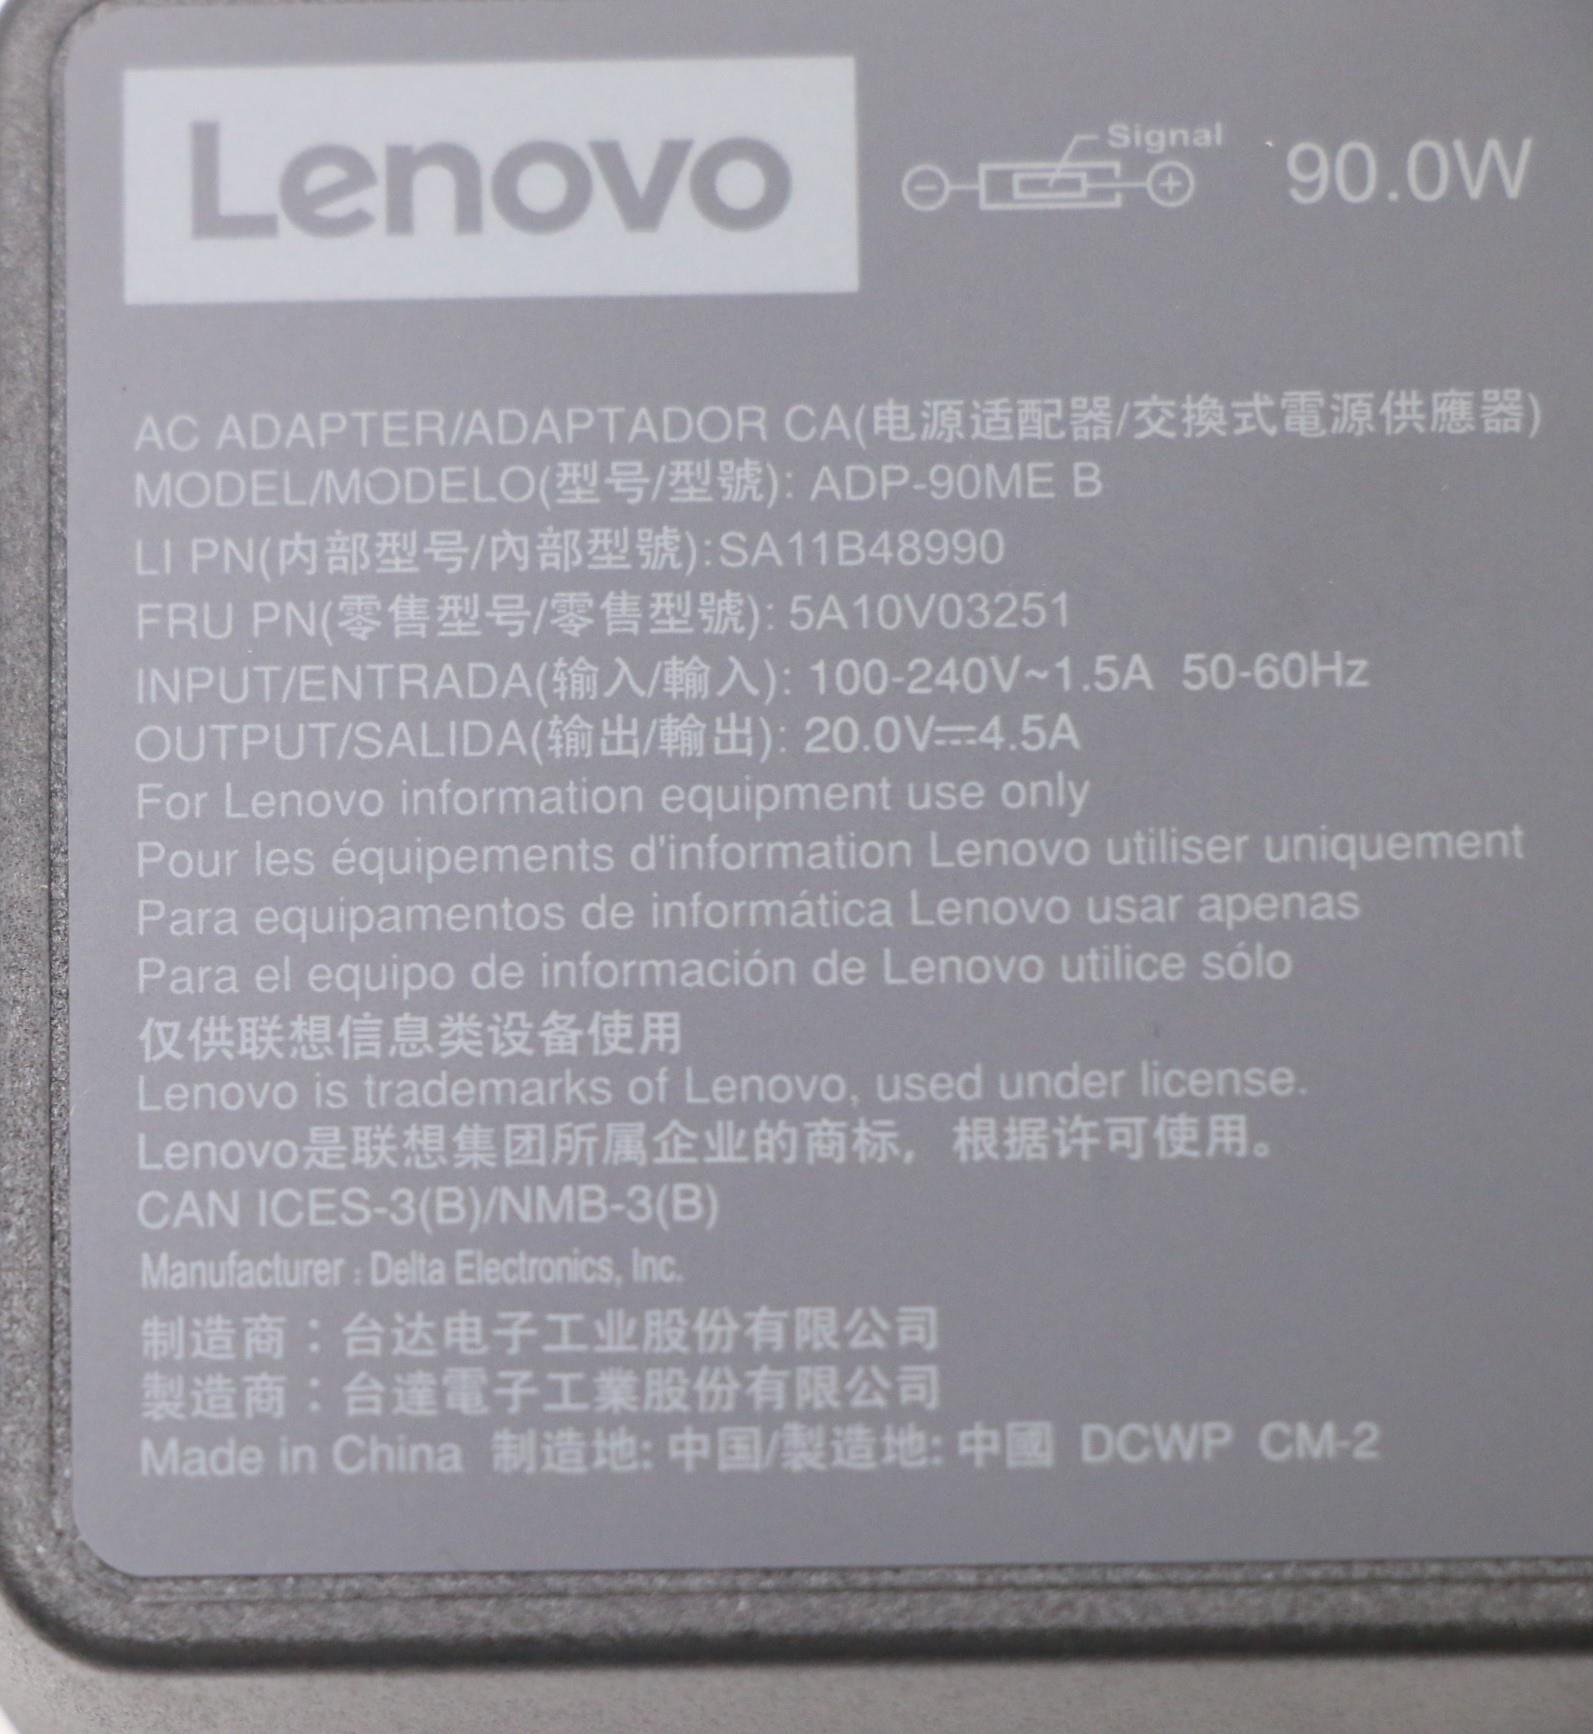 Lenovo
Signal
90.0W
AC ADAPTER/ADAPTADOR CA(电源适配器/交換式電源供應器)
MODEL/MODELO(型号/型號): ADP-90ME B
LI PN(内部型号/內部型號):SA11B48990
FRU PN(零售型号/零售型號): 5A10V03251
INPUT/ENTRADA(输入/輸入): 100-240V~1.5A 50-60Hz
OUTPUT/SALIDA(输出/輸出): 20.0V⎓4.5A
For Lenovo information equipment use only
Pour les équipements d'information Lenovo utiliser uniquement
Para equipamentos de informática Lenovo usar apenas
Para el equipo de información de Lenovo utilice sólo
仅供联想信息类设备使用
Lenovo is trademarks of Lenovo, used under license.
Lenovo是联想集团所属企业的商标，根据许可使用。
CAN ICES-3(B)/NMB-3(B)
Manufacturer : Delta Electronics, Inc.
制造商：台达电子工业股份有限公司
製造商：台達電子工業股份有限公司
Made in China 制造地: 中国/製造地: 中國 DCWP CM-2